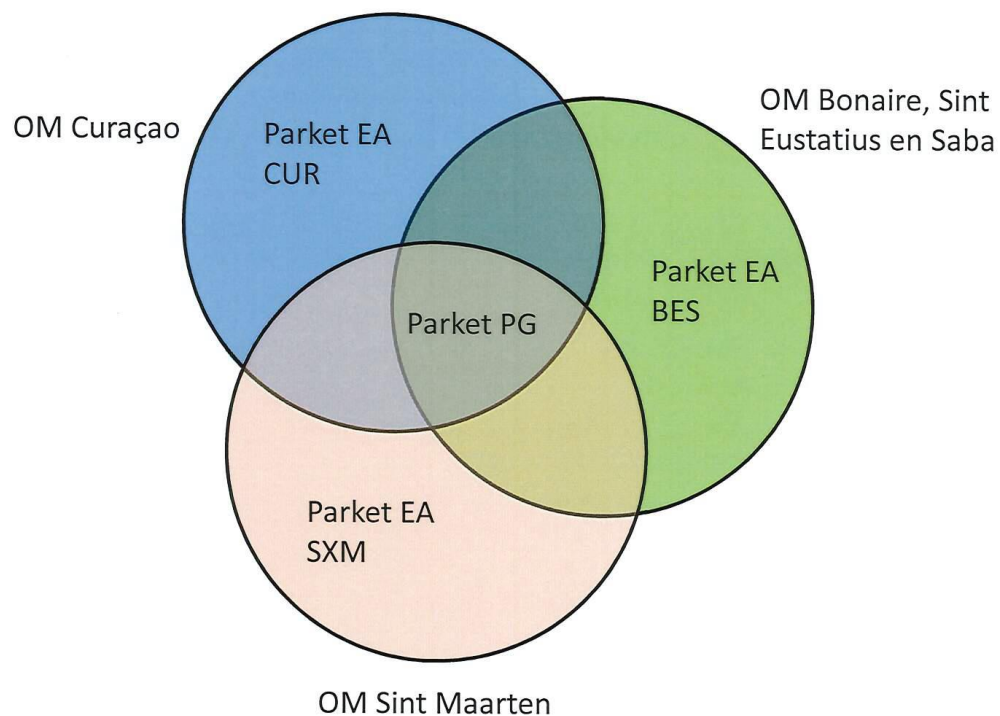 OM Curaçao
Parket EA
CUR
OM Bonaire, Sint
Eustatius en Saba
Parket EA
BES
Parket PG
Parket EA
SXM
OM Sint Maarten